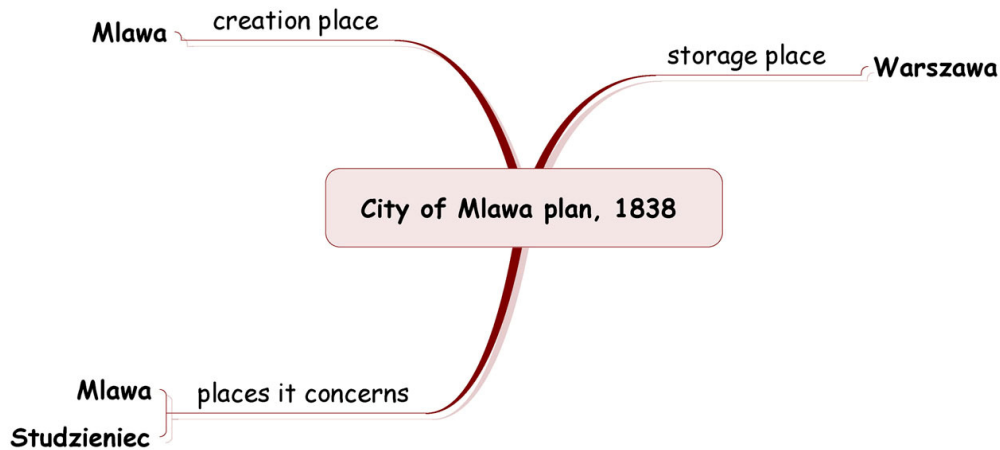 creation place
Mlawa
storage place
Warszawa
City of Mlawa plan, 1838
Mlawa
places it concerns
Studzieniec